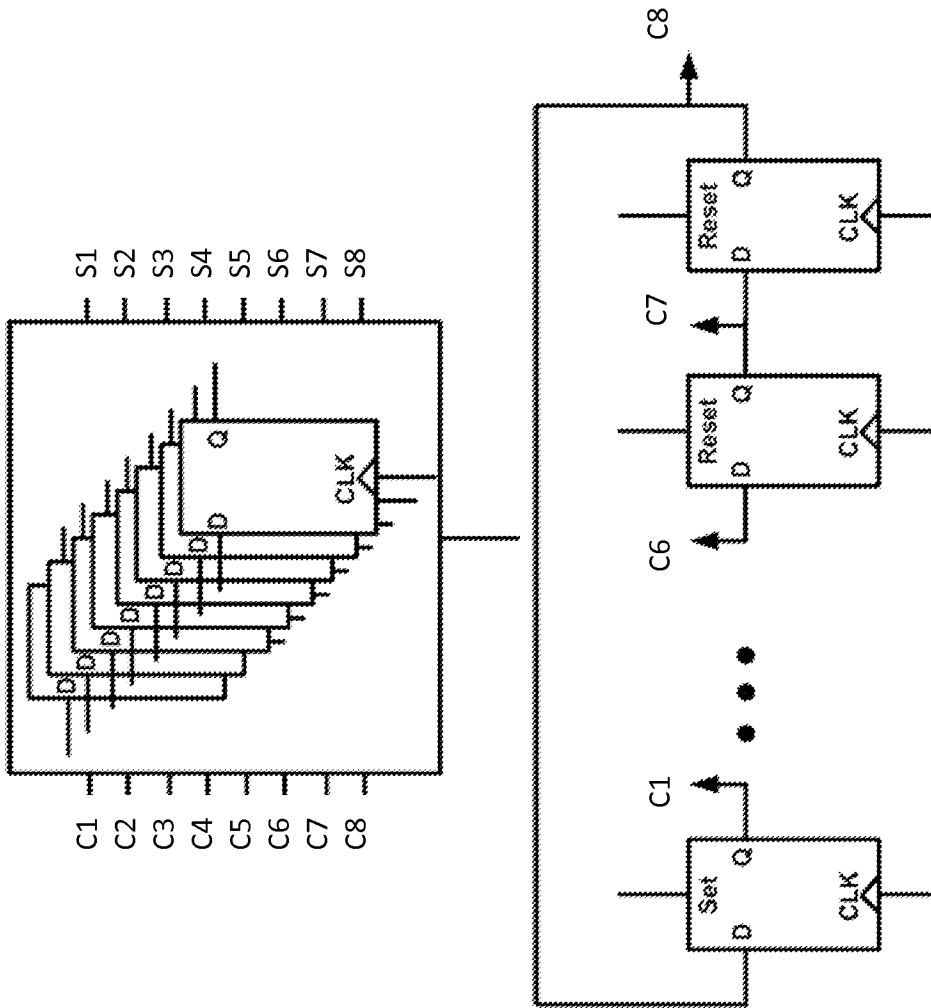 C1
C2
C3
C4
C5
C6
C7
C8
D
D
D
D
D
D
D
D
Q
CLK
S1
S2
S3
S4
S5
S6
S7
S8
Set
D
Q
CLK
C1
C6
Reset
D
Q
CLK
C7
Reset
D
Q
CLK
C8